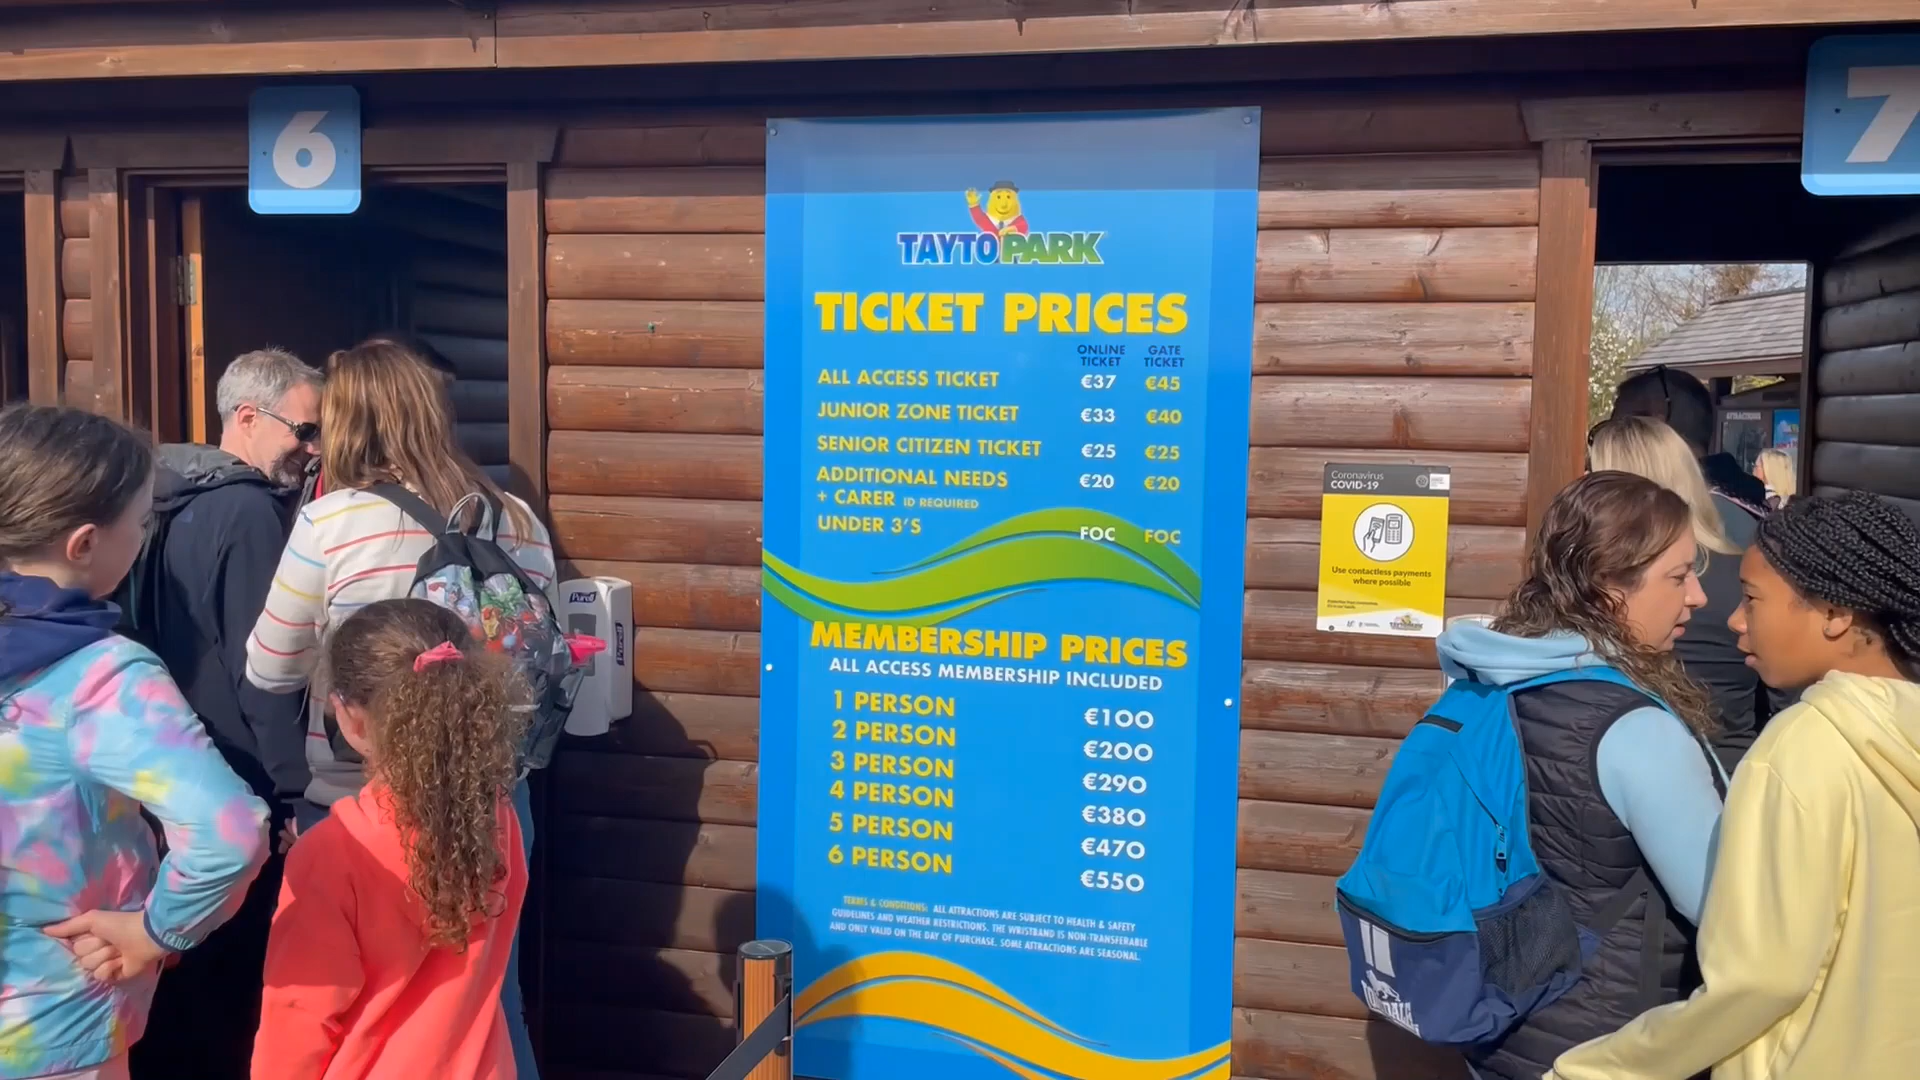 6
7
TAYTO PARK
TICKET PRICES
ONLINE TICKET GATE TICKET
ALL ACCESS TICKET €37 €45
JUNIOR ZONE TICKET €33 €40
SENIOR CITIZEN TICKET €25 €25
ADDITIONAL NEEDS €20 €20
+ CARER ID REQUIRED
UNDER 3'S FOC FOC
MEMBERSHIP PRICES
ALL ACCESS MEMBERSHIP INCLUDED
1 PERSON €100
2 PERSON €200
3 PERSON €290
4 PERSON €380
5 PERSON €470
6 PERSON €550
TERMS & CONDITIONS: ALL ATTRACTIONS ARE SUBJECT TO HEALTH & SAFETY
GUIDELINES AND WEATHER RESTRICTIONS. THE WRISTBAND IS NON-TRANSFERABLE
AND ONLY VALID ON THE DAY OF PURCHASE. SOME ATTRACTIONS ARE SEASONAL.
Purell
PURELL
Coronavirus
COVID-19
Use contactless payments
where possible
TAYTO PARK
ATTRACTIONS